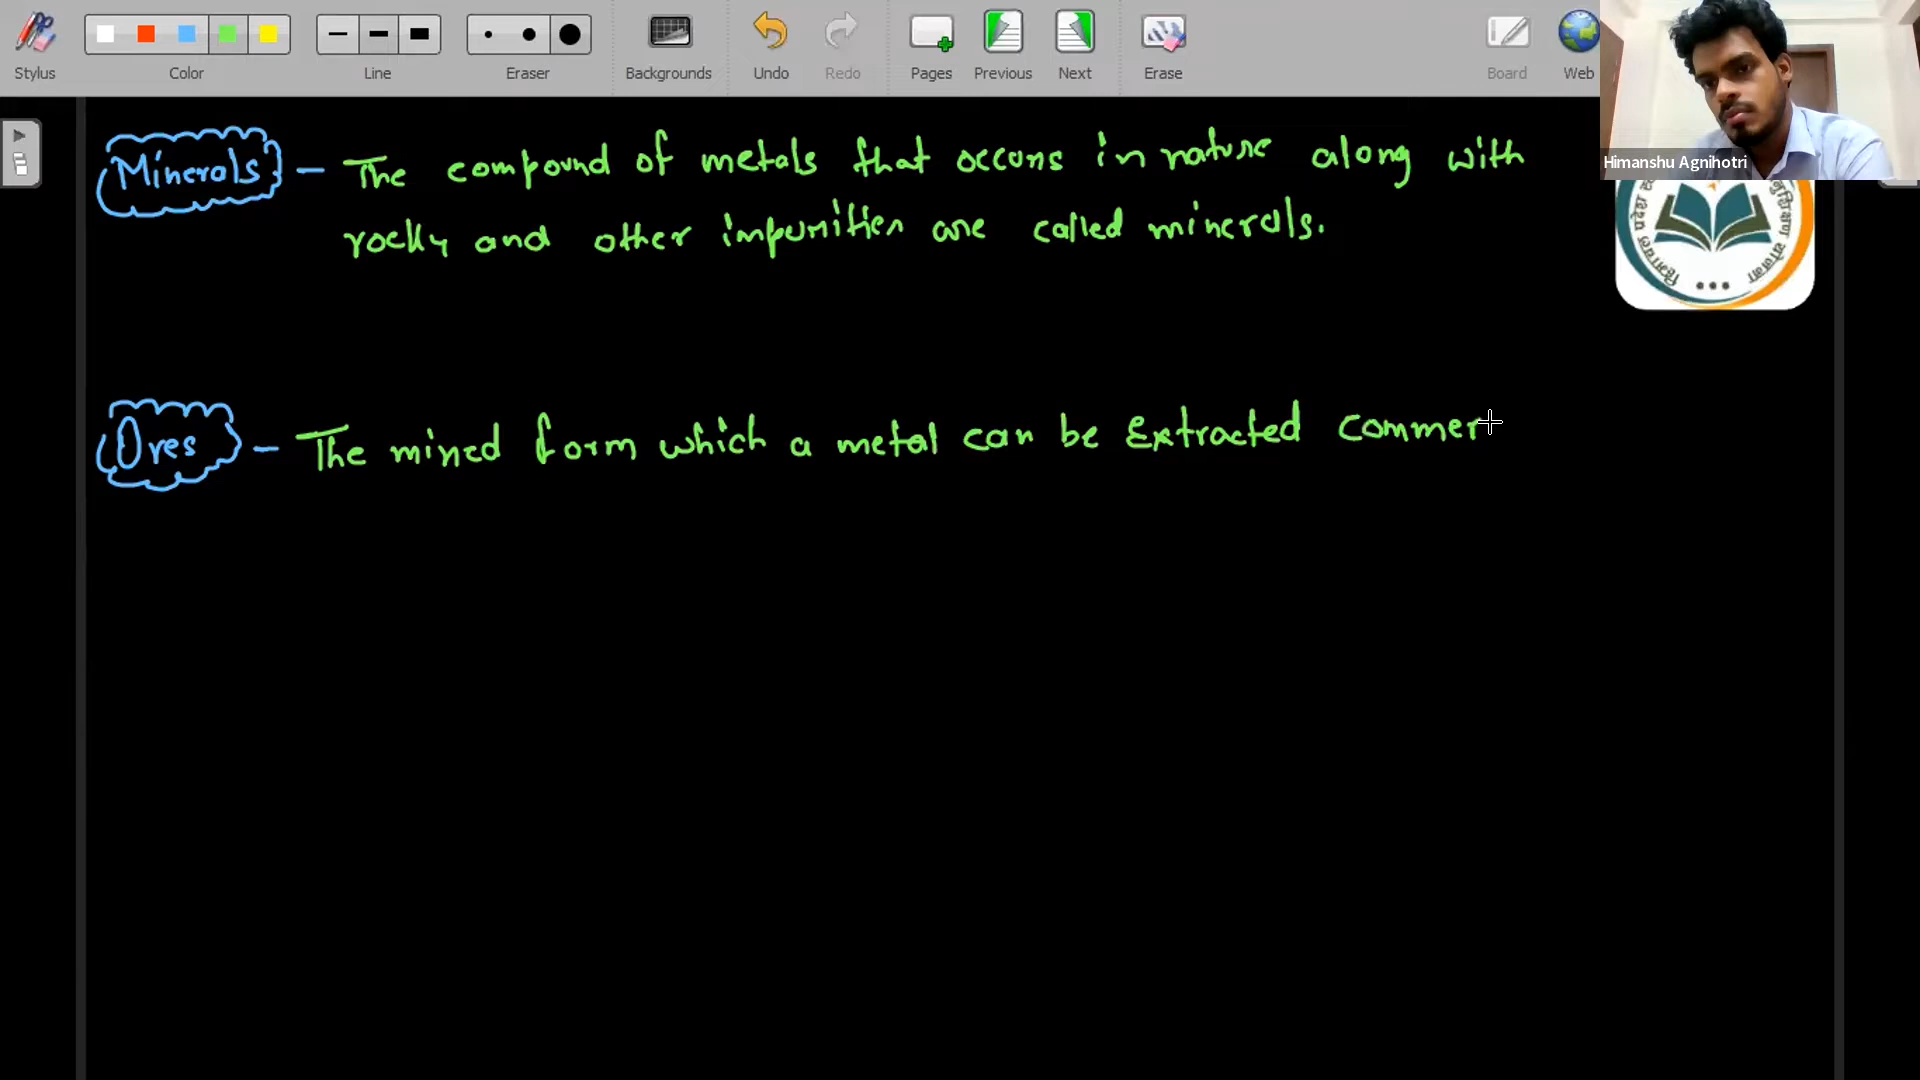 Stylus Color Line Eraser Backgrounds Undo Redo Pages Previous Next Erase Board Web
Himanshu Agnihotri
Minerals - The compound of metals that occurs in nature along with
rocky and other impurities are called minerals.
Ores - The mined form which a metal can be Extracted commer